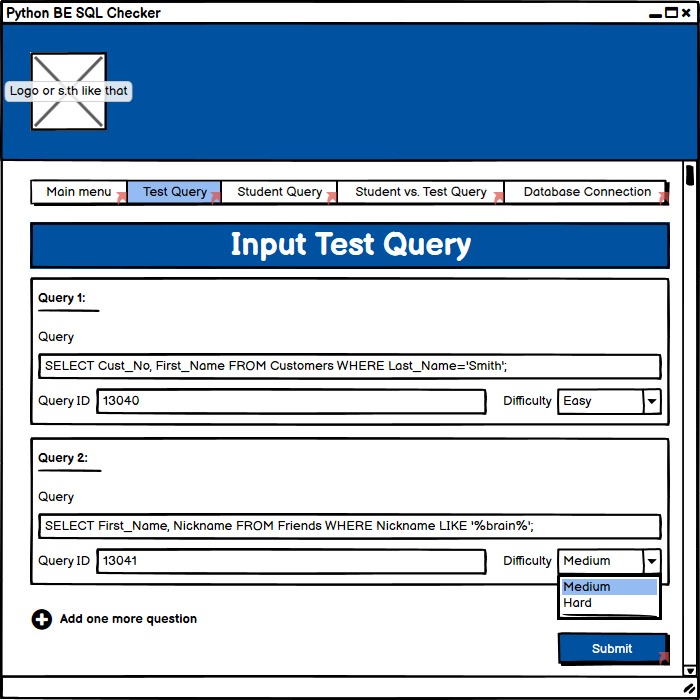 Python BE SQL Checker
Logo or s.th like that
Main menu Test Query Student Query Student vs. Test Query Database Connection
Input Test Query
Query 1:
Query
SELECT Cust_No, First_Name FROM Customers WHERE Last_Name='Smith';
Query ID 13040 Difficulty Easy
Query 2:
Query
SELECT First_Name, Nickname FROM Friends WHERE Nickname LIKE '%brain%';
Query ID 13041 Difficulty Medium
Medium
Hard
Add one more question
Submit